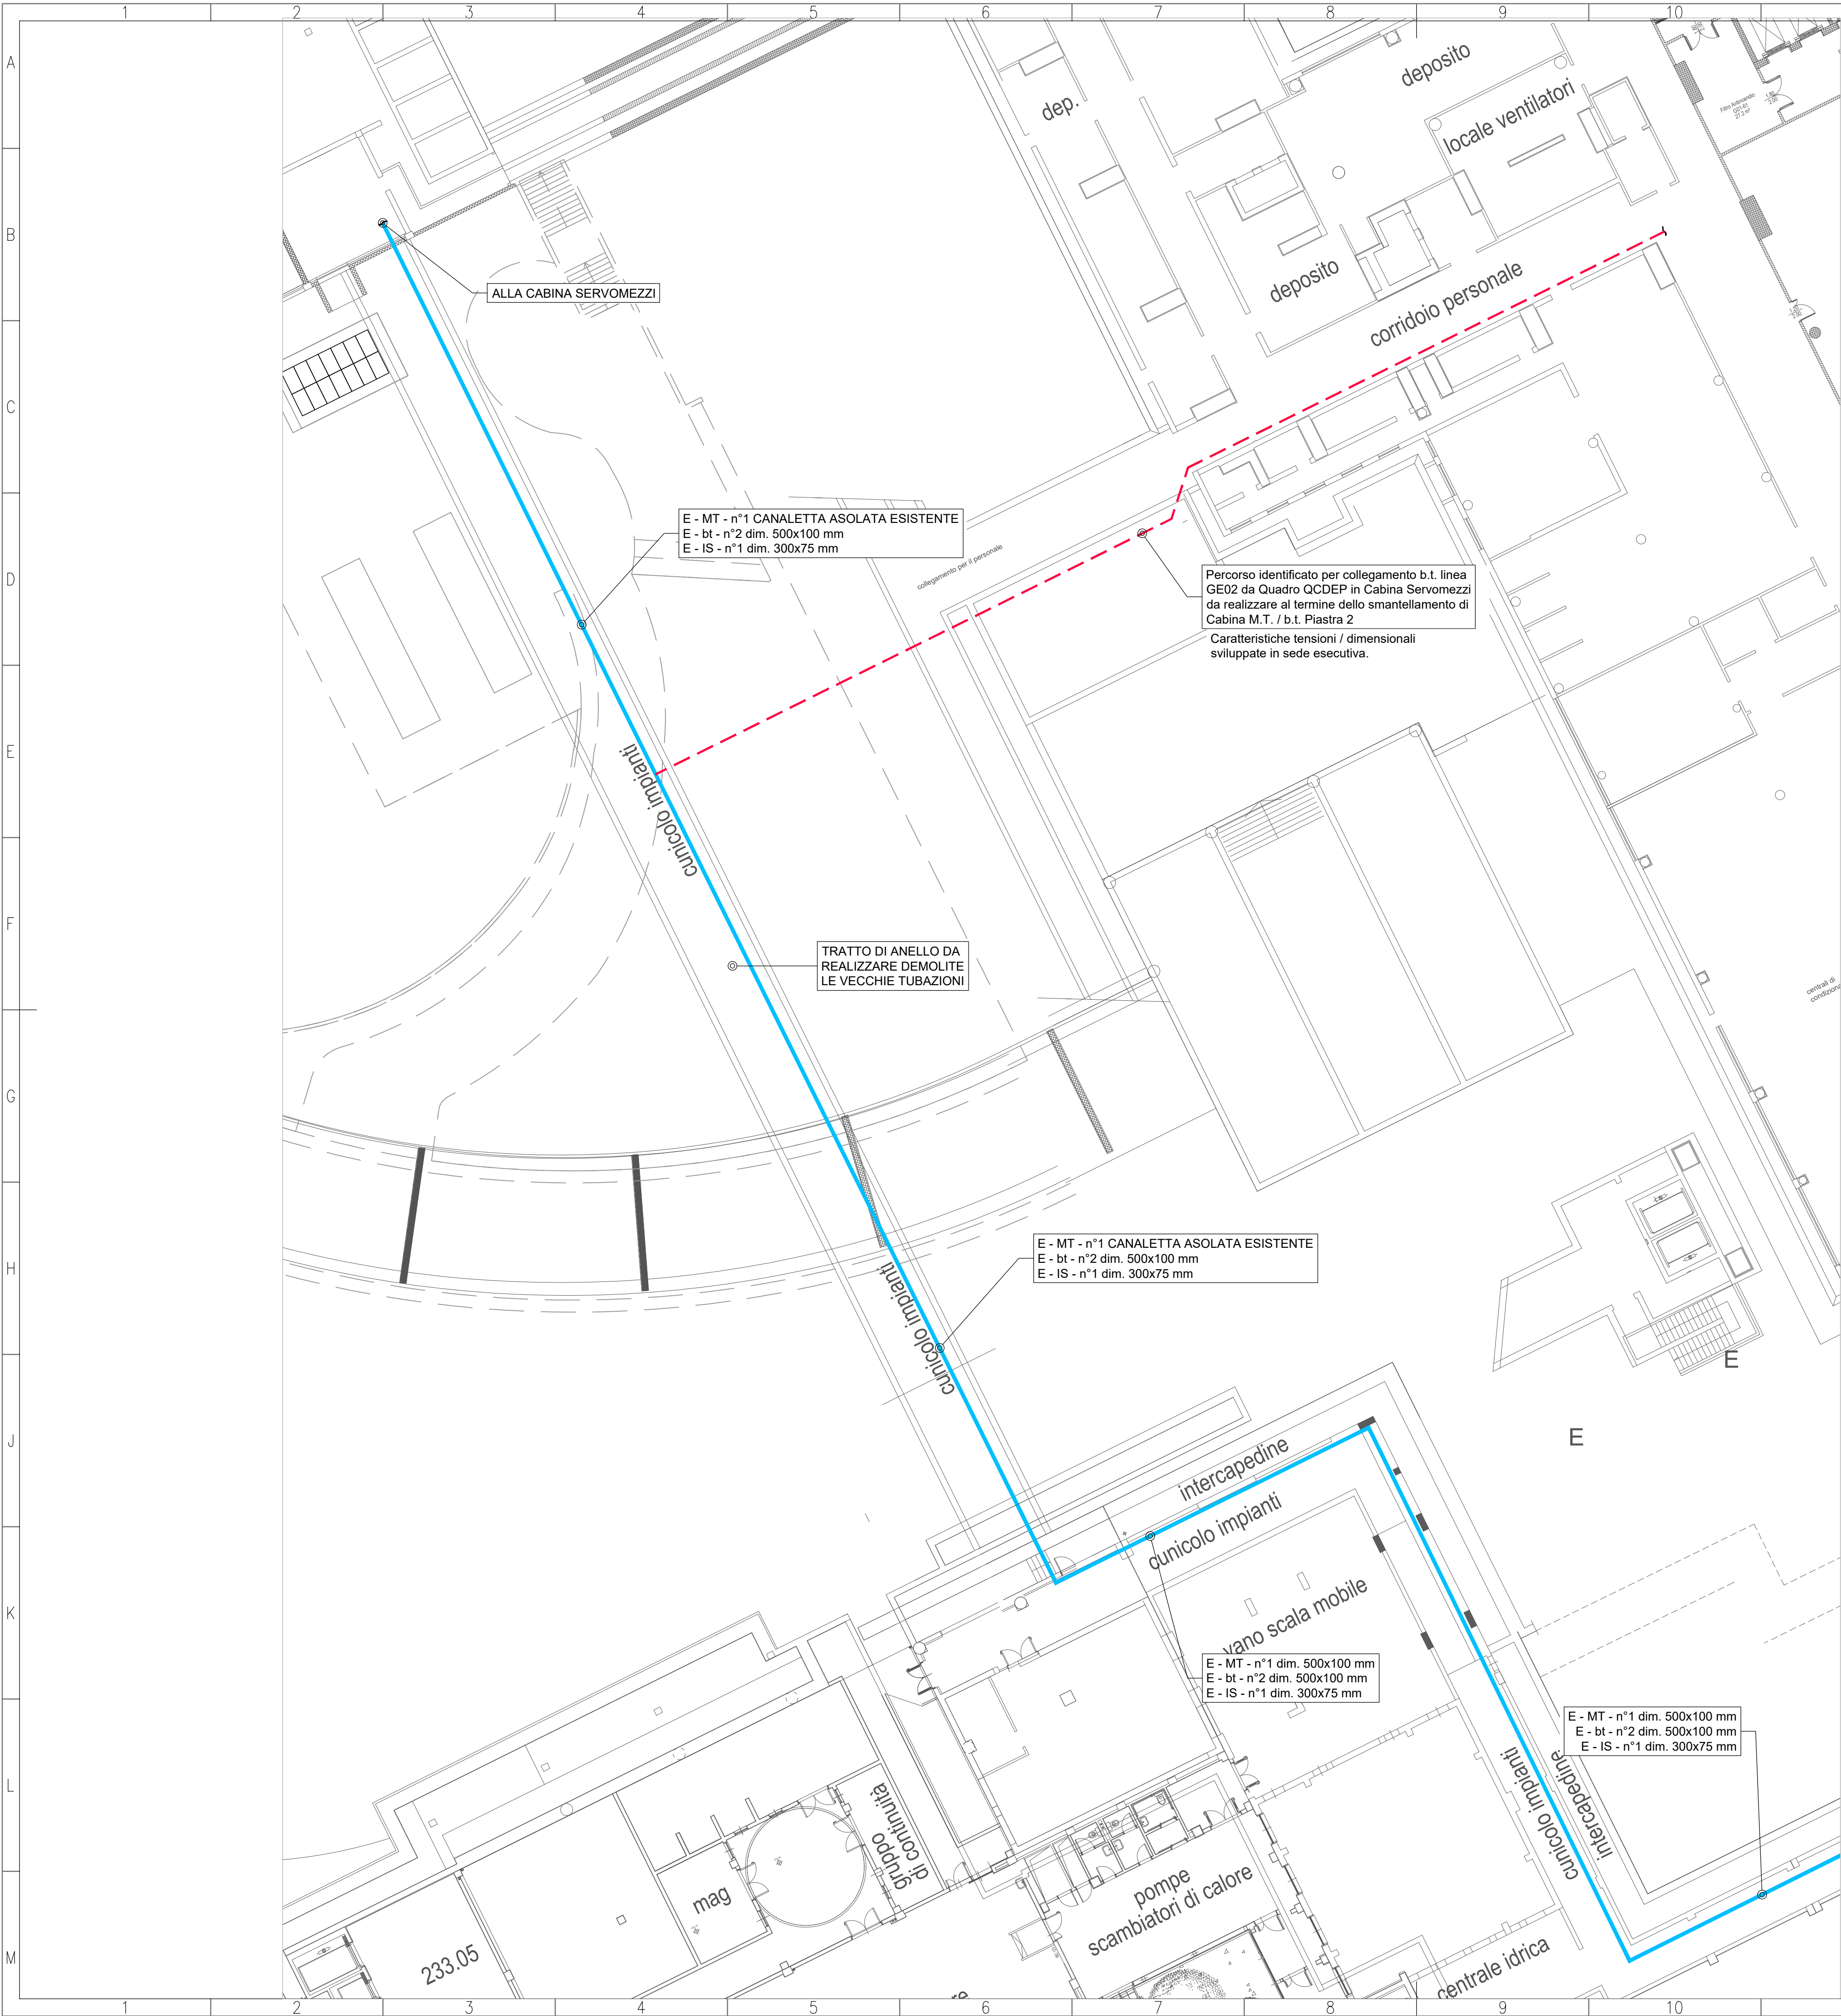 1 2 3 4 5 6 7 8 9 10
A
B
C
D
E
F
G
H
J
K
L
M
dep.
deposito
locale ventilatori
Filtro Antincendio
27.2 m²
deposito
corridoio personale
ALLA CABINA SERVOMEZZI
E - MT - n°1 CANALETTA ASOLATA ESISTENTE
E - bt - n°2 dim. 500x100 mm
E - IS - n°1 dim. 300x75 mm
collegamento per il personale
Percorso identificato per collegamento b.t. linea
GE02 da Quadro QCDEP in Cabina Servomezzi
da realizzare al termine dello smantellamento di
Cabina M.T. / b.t. Piastra 2
Caratteristiche tensioni / dimensionali
sviluppate in sede esecutiva.
cunicolo impianti
TRATTO DI ANELLO DA
REALIZZARE DEMOLITE
LE VECCHIE TUBAZIONI
centrali di
condiziona
E - MT - n°1 CANALETTA ASOLATA ESISTENTE
E - bt - n°2 dim. 500x100 mm
E - IS - n°1 dim. 300x75 mm
cunicolo impianti
E
E
intercapedine
cunicolo impianti
vano scala mobile
E - MT - n°1 dim. 500x100 mm
E - bt - n°2 dim. 500x100 mm
E - IS - n°1 dim. 300x75 mm
E - MT - n°1 dim. 500x100 mm
E - bt - n°2 dim. 500x100 mm
E - IS - n°1 dim. 300x75 mm
cunicolo impianti
intercapedine
gruppo
di continuità
mag
pompe
scambiatori di calore
233.05
centrale idrica
1 2 3 4 5 6 7 8 9 10